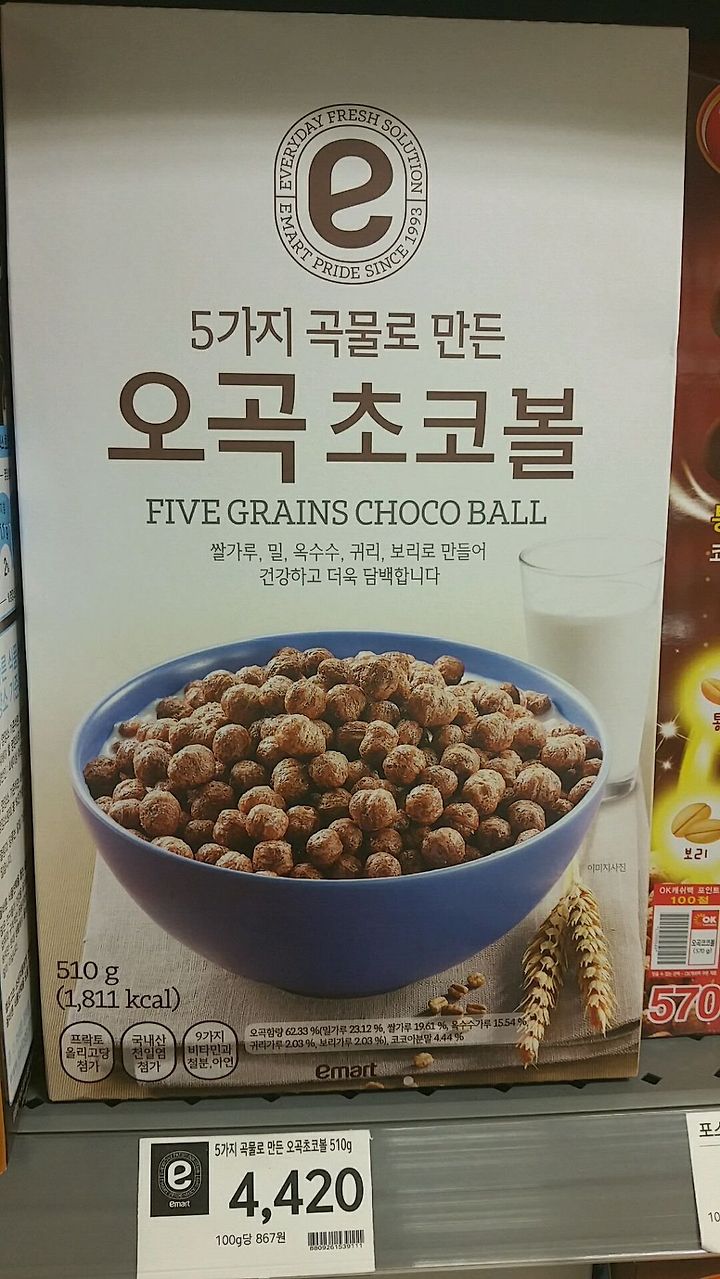 EVERYDAY FRESH SOLUTION
e
EMART PRIDE SINCE 1993
5가지 곡물로 만든
오곡 초코볼
FIVE GRAINS CHOCO BALL
쌀가루, 밀, 옥수수, 귀리, 보리로 만들어
건강하고 더욱 담백합니다
이미지사진
보리
510 g
(1,811 kcal)
프락토
올리고당
첨가
국내산
천일염
첨가
9가지
비타민과
철분,아연
오곡함량 62.33 %(밀가루 23.12 %, 쌀가루 19.61 %, 옥수수가루 15.54 %,
귀리가루 2.03 %, 보리가루 2.03 %), 코코아분말 4.44 %
emart
OK캐쉬백 포인트
100점
OK
570
e
emart
5가지 곡물로 만든 오곡초코볼 510g
4,420
100g당 867원
8809261539111